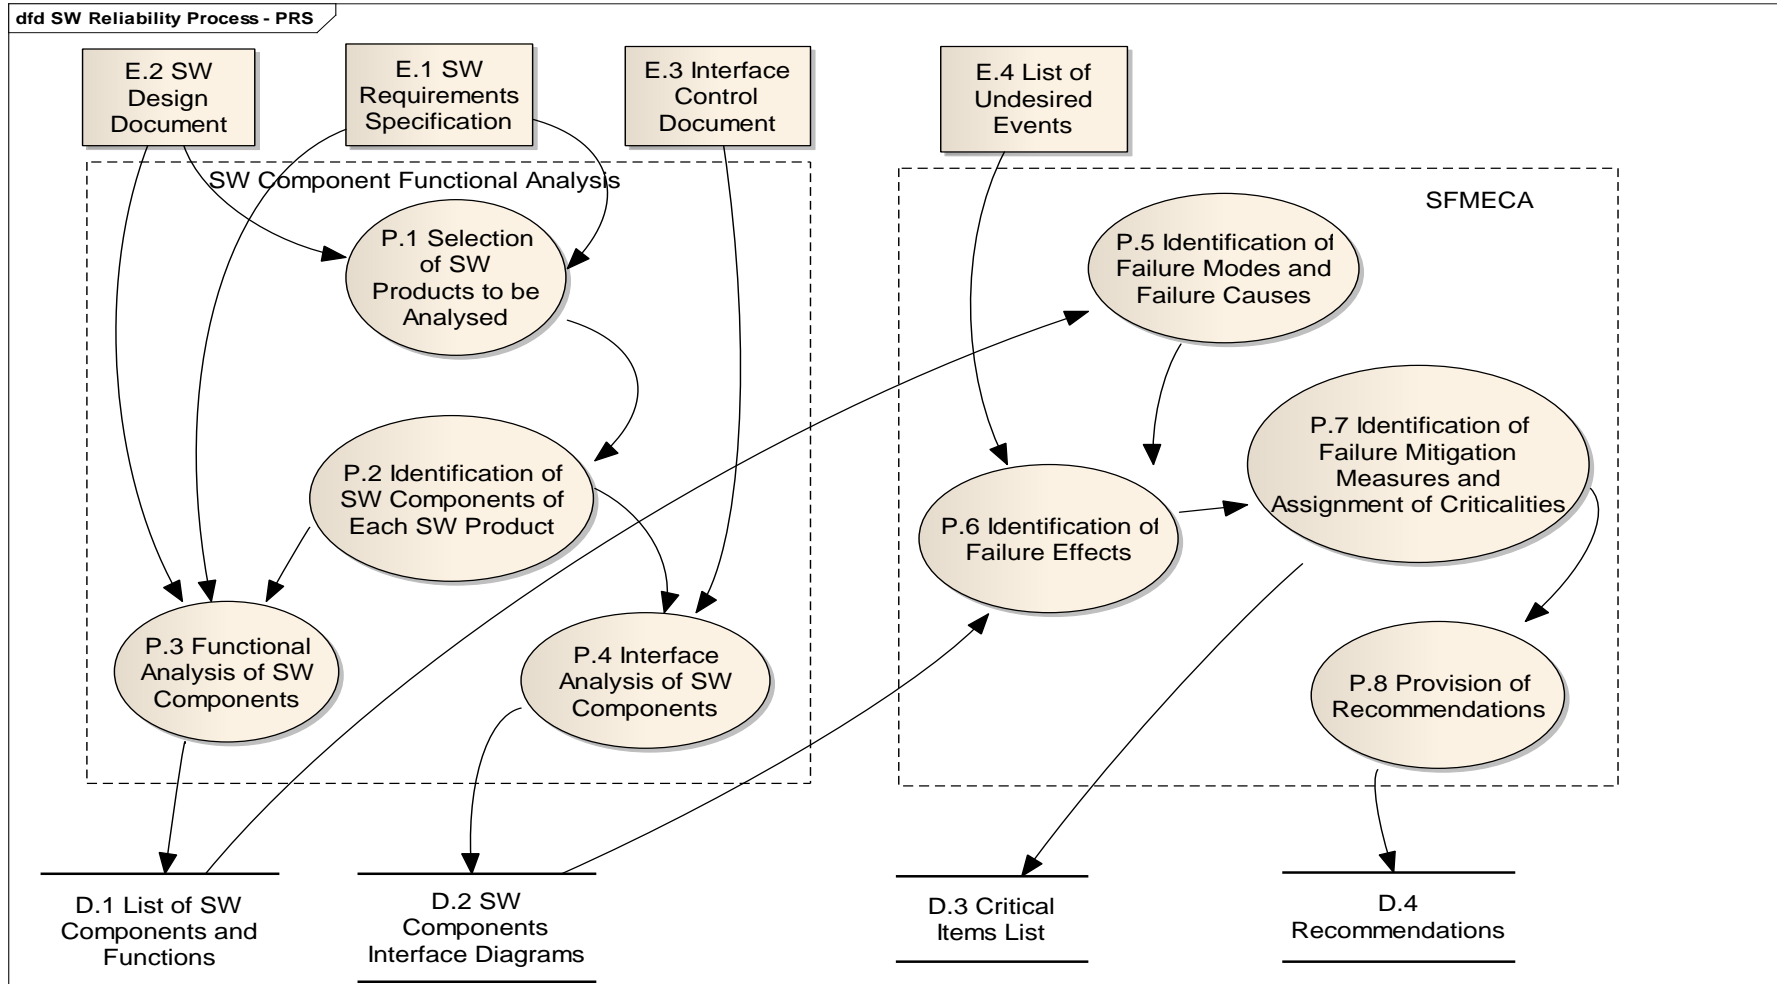 dfd SW Reliability Process - PRS
E.2 SW
Design
Document
E.1 SW
Requirements
Specification
E.3 Interface
Control
Document
E.4 List of
Undesired
Events
SW Component Functional Analysis
SFMECA
P.1 Selection
of SW
Products to be
Analysed
P.5 Identification of
Failure Modes and
Failure Causes
P.2 Identification of
SW Components of
Each SW Product
P.7 Identification of
Failure Mitigation
Measures and
Assignment of Criticalities
P.6 Identification of
Failure Effects
P.3 Functional
Analysis of SW
Components
P.4 Interface
Analysis of SW
Components
P.8 Provision of
Recommendations
D.1 List of SW
Components and
Functions
D.2 SW
Components
Interface Diagrams
D.3 Critical
Items List
D.4
Recommendations